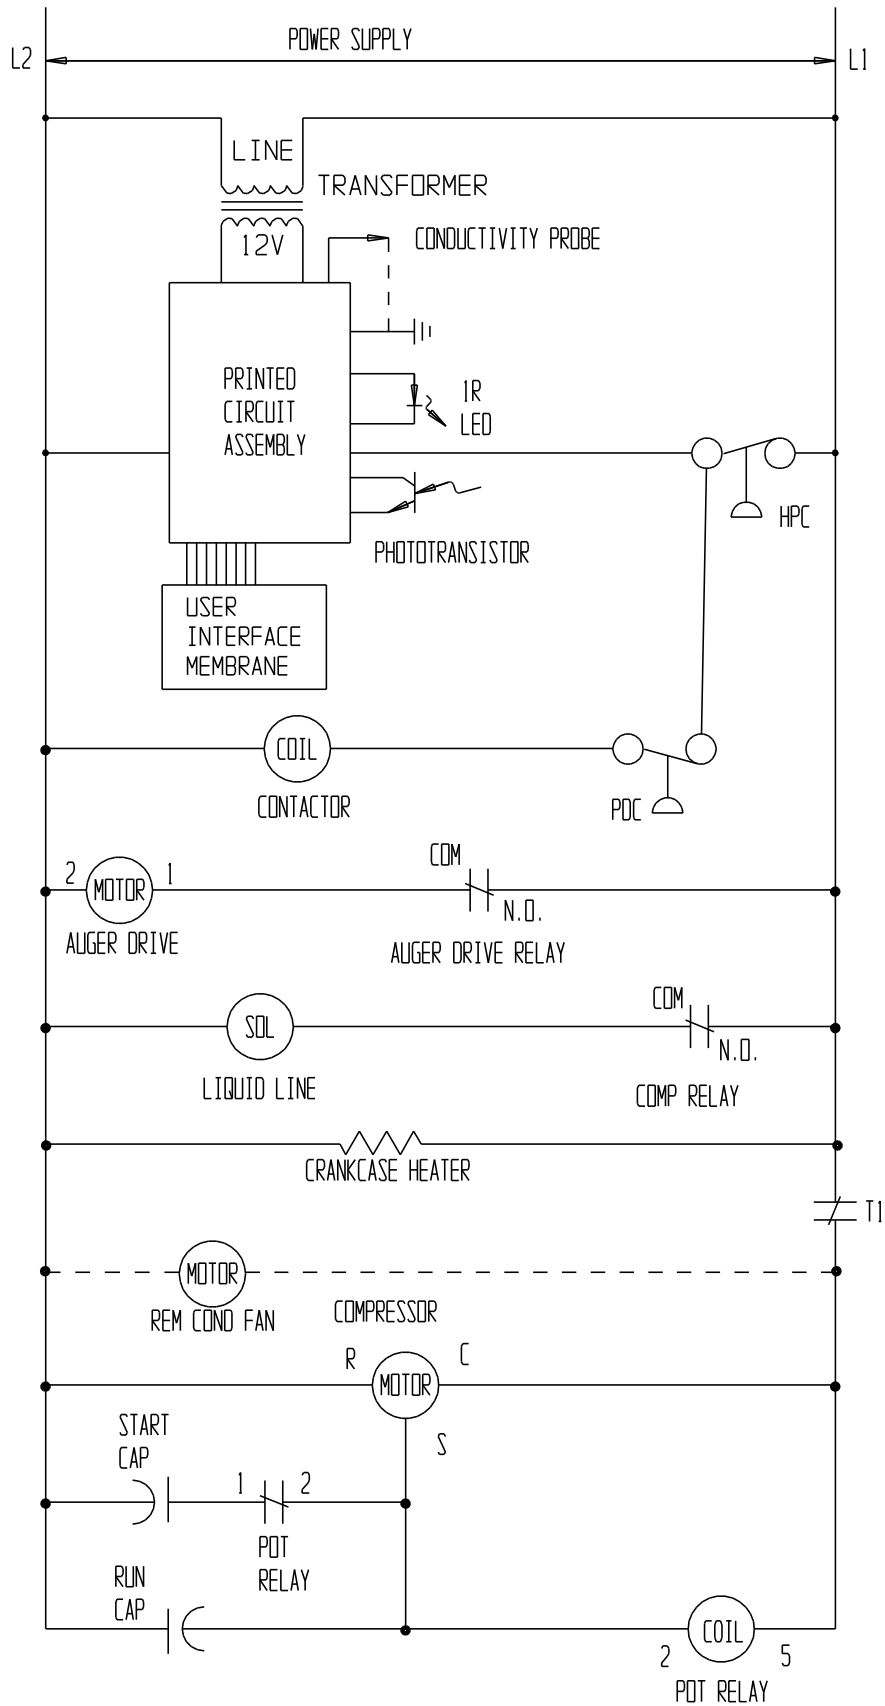 POWER SUPPLY
L2
L1
LINE
TRANSFORMER
12V
CONDUCTIVITY PROBE
PRINTED
CIRCUIT
ASSEMBLY
1R
LED
HPC
PHOTOTRANSISTOR
USER
INTERFACE
MEMBRANE
COIL
CONTACTOR
PDC
COM
2
MOTOR
1
N.O.
AUGER DRIVE
AUGER DRIVE RELAY
COM
SOL
N.O.
LIQUID LINE
COMP RELAY
CRANKCASE HEATER
T1
MOTOR
REM COND FAN
COMPRESSOR
R
C
MOTOR
S
START
CAP
1
2
POT
RELAY
RUN
CAP
COIL
2
5
POT RELAY